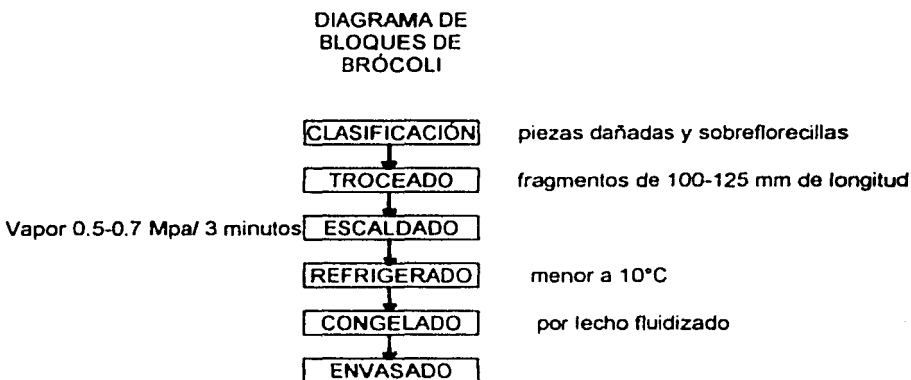 DIAGRAMA DE
BLOQUES DE
BRÓCOLI
CLASIFICACIÓN piezas dañadas y sobreflorecillas
TROCEADO fragmentos de 100-125 mm de longitud
Vapor 0.5-0.7 Mpa/ 3 minutos ESCALDADO
REFRIGERADO menor a 10°C
CONGELADO por lecho fluidizado
ENVASADO